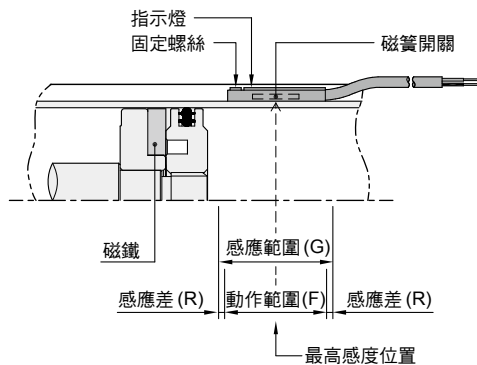 指示燈
固定螺絲
磁簧開關
磁鐵
感應範圍(G)
感應差(R)
動作範圍(F)
感應差(R)
最高感度位置